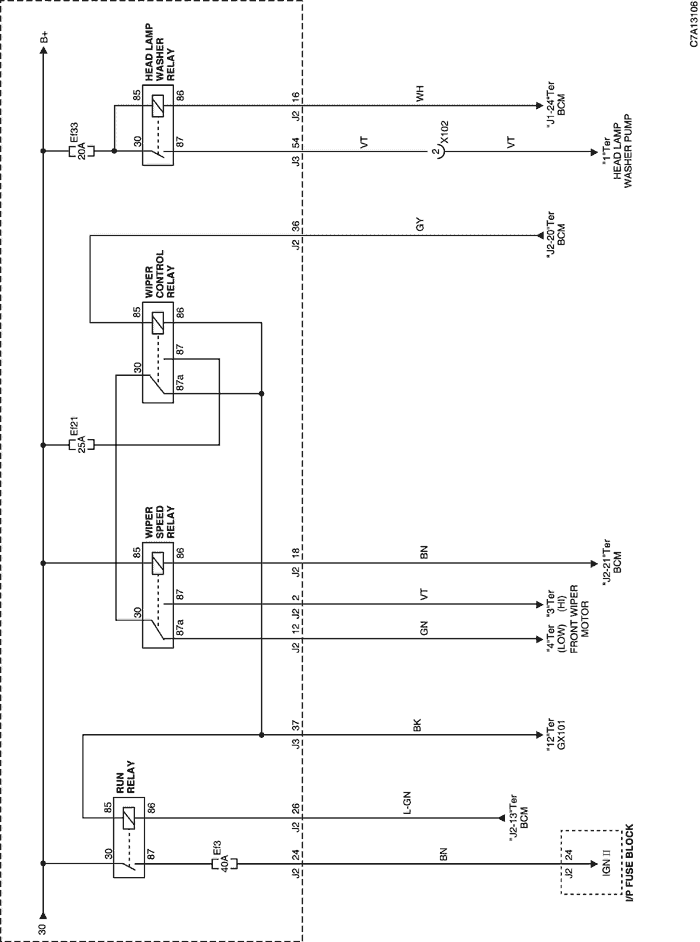 C7A13106
B+
Ef33
20A
HEAD LAMP
WASHER
RELAY
85
86
30
87
J2
16
WH
"J1-24"Ter
BCM
J3
54
VT
2
X102
VT
"1"Ter
HEAD LAMP
WASHER PUMP
J2
36
GY
"J2-20"Ter
BCM
WIPER
CONTROL
RELAY
85
86
30
87
87a
Ef21
25A
WIPER
SPEED
RELAY
85
86
30
87
87a
J2
18
BN
"J2-21"Ter
BCM
J2
2
VT
"3"Ter
(HI)
J2
12
GN
"4"Ter
(LOW)
FRONT WIPER
MOTOR
J3
37
BK
"12"Ter
GX101
RUN
RELAY
85
86
30
87
J2
26
L-GN
"J2-13"Ter
BCM
Ef3
40A
J2
24
BN
J2
24
IGN II
I/P FUSE BLOCK
30